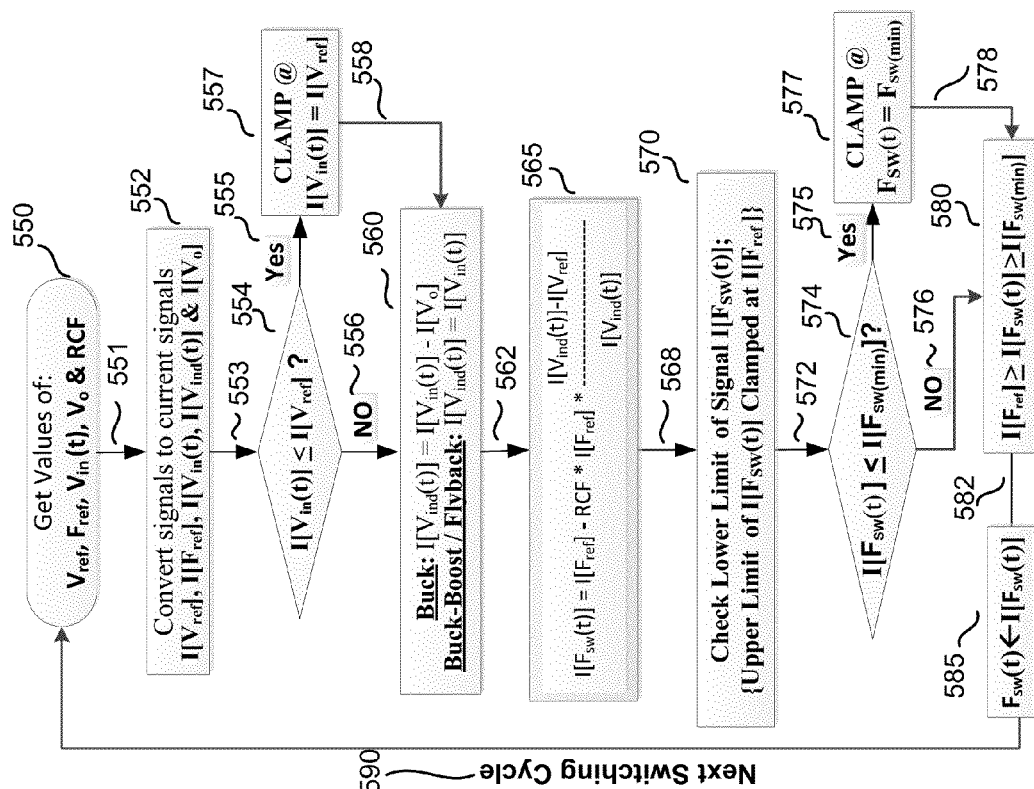 550
Get Values of:
Vref, Fref, Vin (t), Vo & RCF
551
552
Convert signals to current signals
I[Vref], I[Fref], I[Vin(t), I[Vind(t)] & I[Vo]
553
554
I[Vin(t)] ≤ I[Vref] ?
555
Yes
557
CLAMP @
I[Vin(t)] = I[Vref]
558
NO
556
560
Buck: I[Vind(t)] = I[Vin(t)] - I[Vo]
Buck-Boost / Flyback: I[Vind(t)] = I[Vin(t)]
562
565
I[Vind(t)]-I[Vref]
I[Fsw(t)] = I[Fref] - RCF * I[Fref] * --------------------
I[Vind(t)]
568
570
Check Lower Limit of Signal I[Fsw(t)];
{Upper Limit of I[Fsw(t)] Clamped at I[Fref]}
572
574
I[Fsw(t)] ≤ I[Fsw(min)]?
575
Yes
577
CLAMP @
Fsw(t) = Fsw(min)
578
NO
576
580
I[Fref] ≥ I[Fsw(t)] ≥I[Fsw(min)]
582
585
Fsw(t)←I[Fsw(t)]
590
Next Switching Cycle